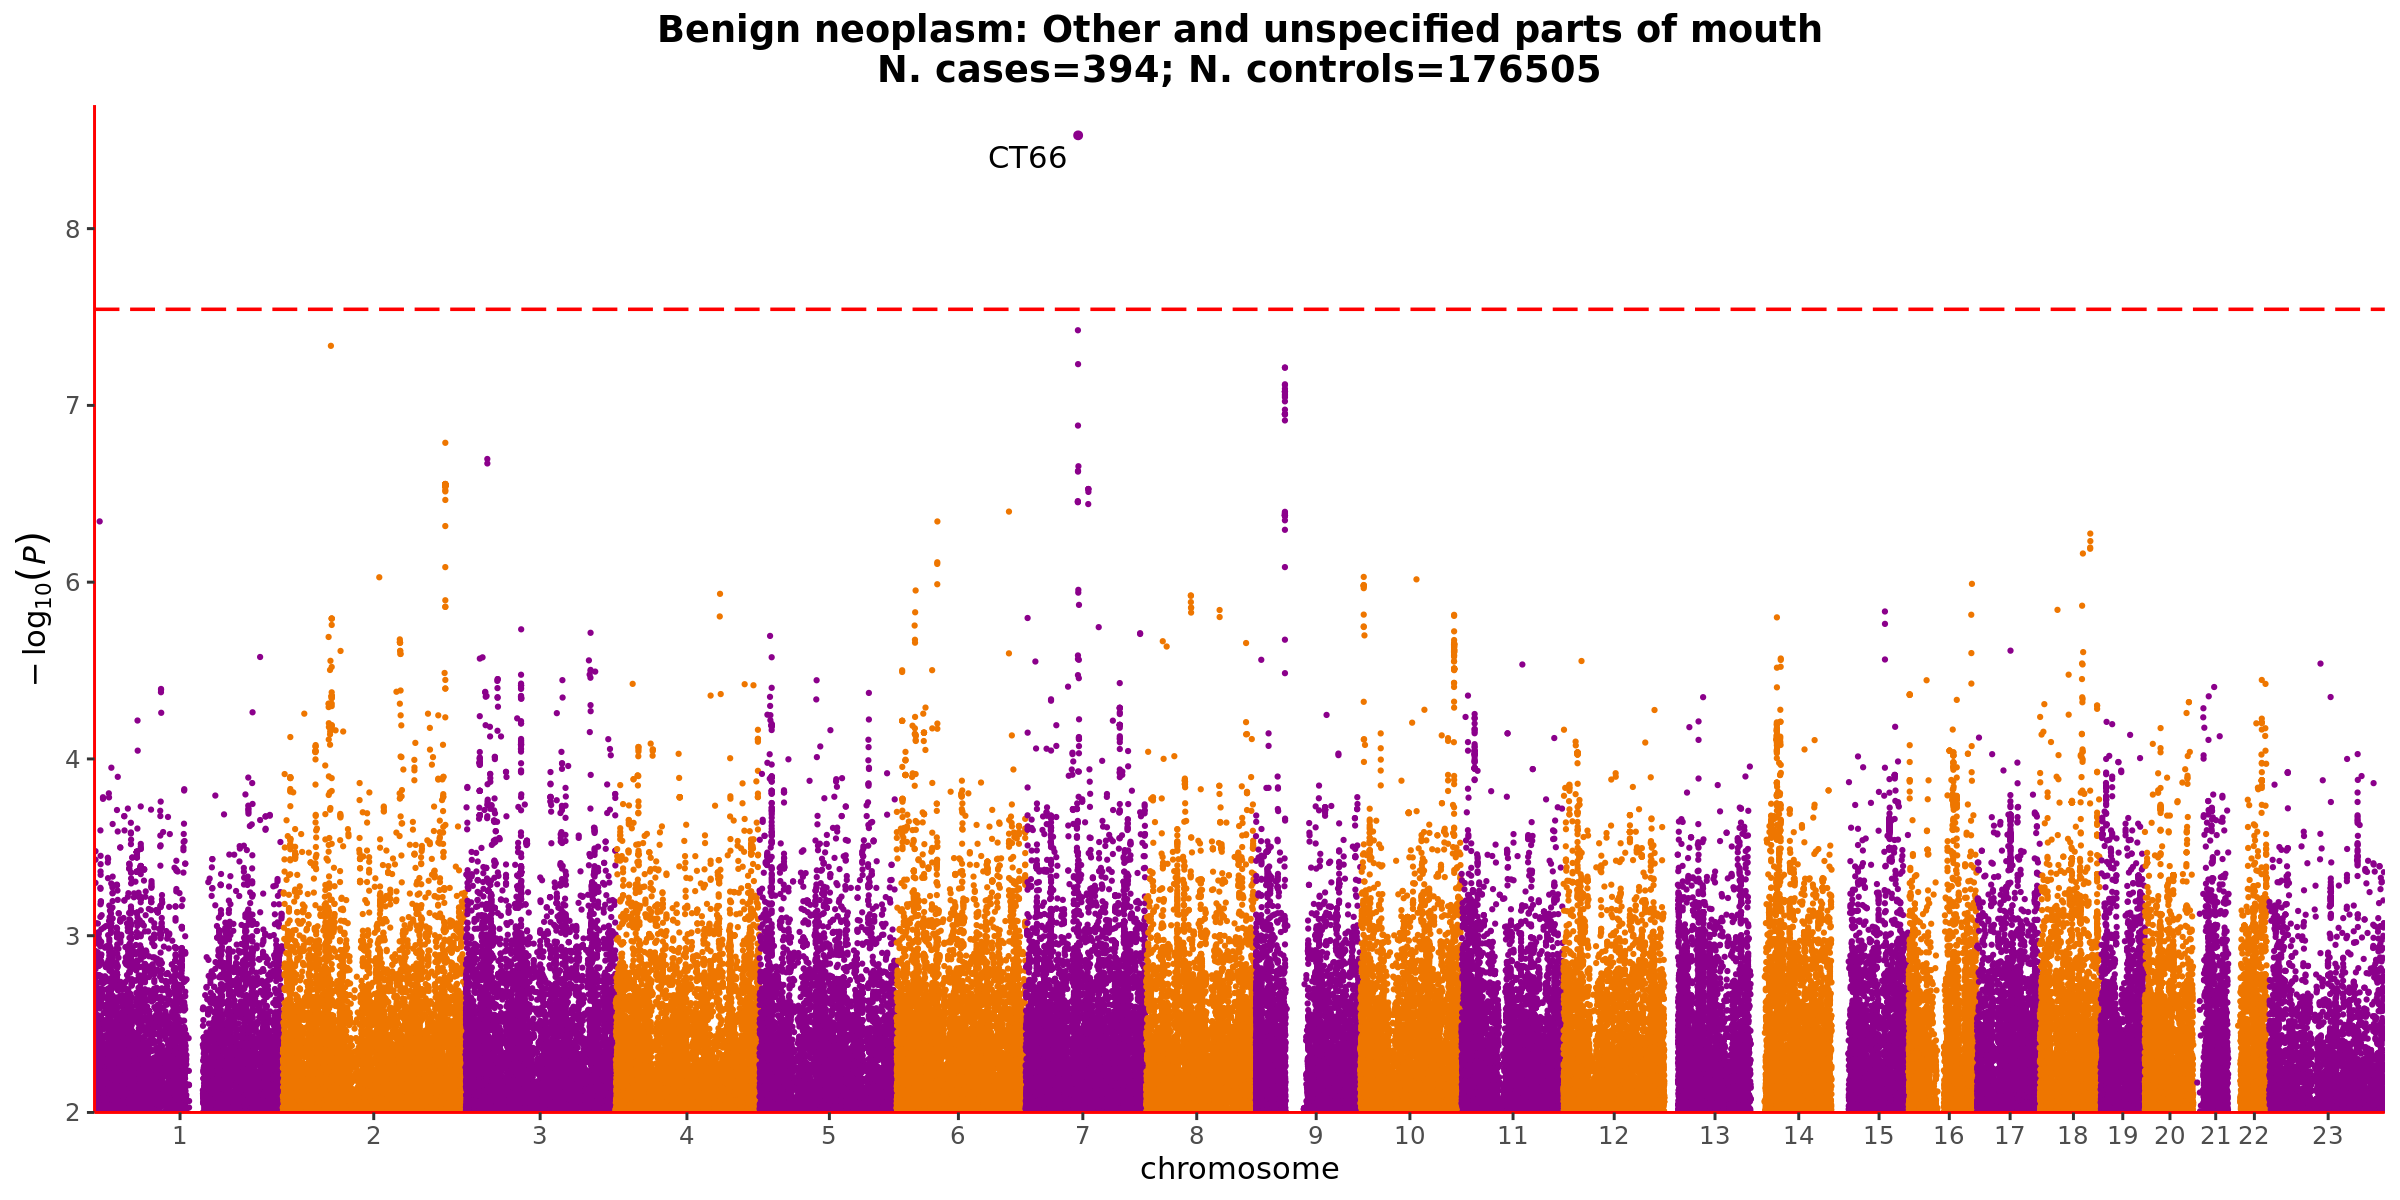 Benign neoplasm: Other and unspecified parts of mouth
N. cases=394; N. controls=176505
CT66
8
7
6
4
3
2
− log₁₀(P)
1 2 3 4 5 6 7 8 9 10 11 12 13 14 15 16 17 18 19 20 21 22 23
chromosome